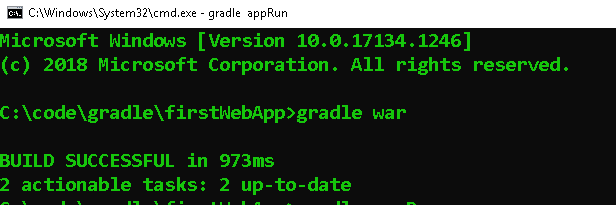 C:\Windows\System32\cmd.exe - gradle appRun
Microsoft Windows [Version 10.0.17134.1246]
(c) 2018 Microsoft Corporation. All rights reserved.
C:\code\gradle\firstWebApp>gradle war
BUILD SUCCESSFUL in 973ms
2 actionable tasks: 2 up-to-date